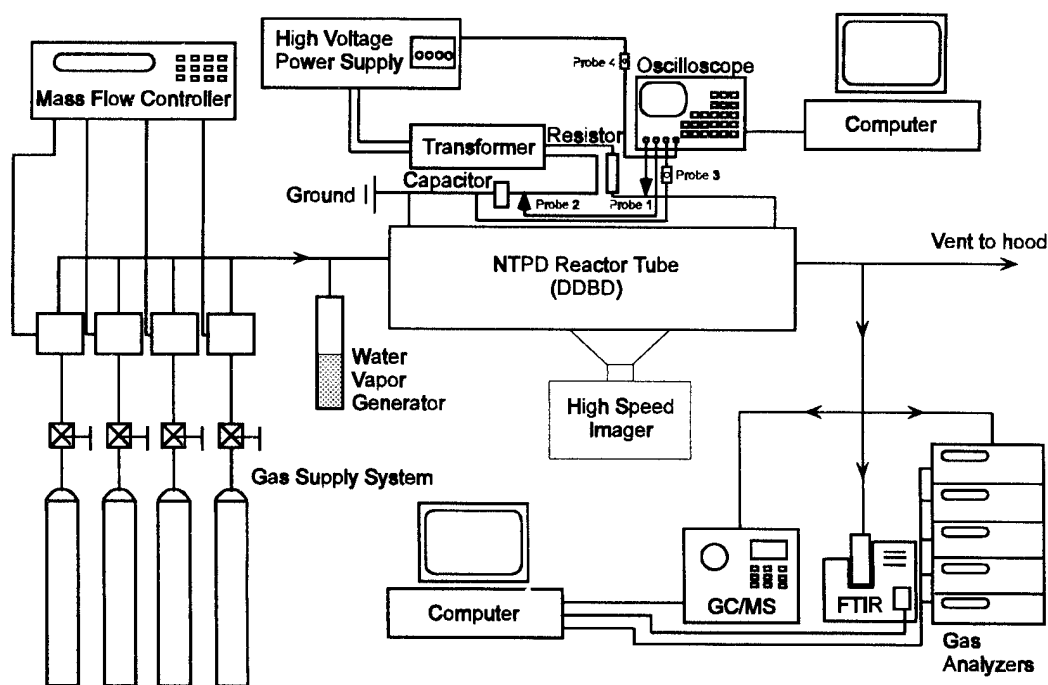 High Voltage
Power Supply
Probe 4
Oscilloscope
Mass Flow Controller
Computer
Transformer
Resistor
Capacitor
Probe 3
Ground
Probe 2
Probe 1
NTPD Reactor Tube
(DDBD)
Vent to hood
Water
Vapor
Generator
High Speed
Imager
Gas Supply System
Computer
GC/MS
FTIR
Gas
Analyzers